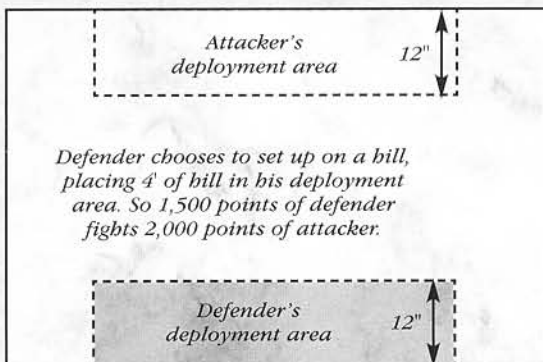 Attacker's
deployment area
12"
Defender chooses to set up on a hill,
placing 4' of hill in his deployment
area. So 1,500 points of defender
fights 2,000 points of attacker.
Defender's
deployment area
12"